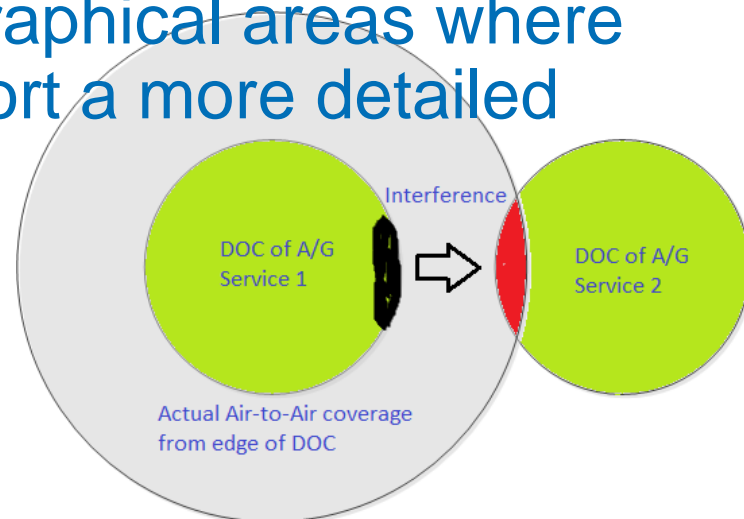 raphical areas where
ort a more detailed
Interference
DOC of A/G
Service 1
DOC of A/G
Service 2
Actual Air-to-Air coverage
from edge of DOC